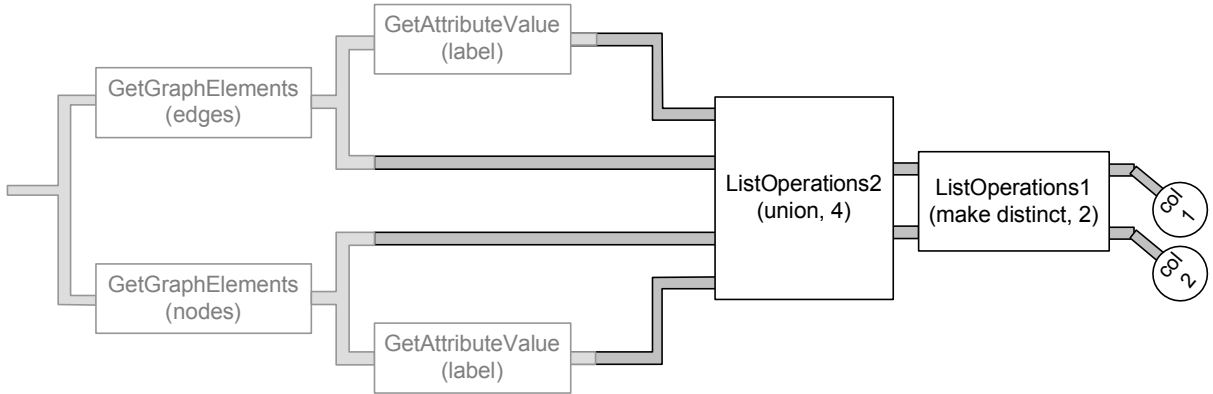 GetAttributeValue
(label)
GetGraphElements
(edges)
ListOperations2
(union, 4)
ListOperations1
(make distinct, 2)
col
1
col
2
GetGraphElements
(nodes)
GetAttributeValue
(label)